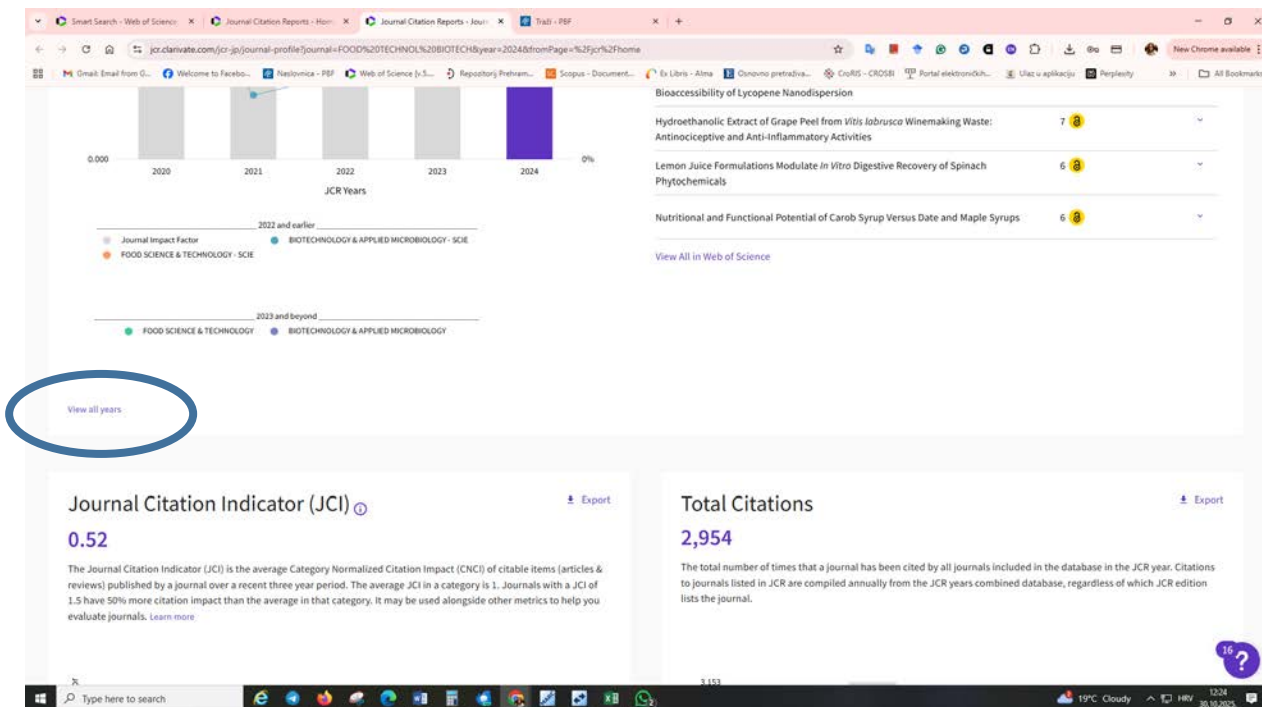 Smart Search - Web of Science
Journal Citation Reports - Hom
Journal Citation Reports - Journ
Traži - PBF
jcr.clarivate.com/jcr-jp/journal-profile?journal=FOOD%20TECHNOL%20BIOTECH&year=2024&fromPage=%2Fjcr%2Fhome
New Chrome available
Gmail: Email from G...
Welcome to Facebo...
Naslovnica - PBF
Web of Science [v.5....
Repozitorij Prehram...
Scopus - Document...
Ex Libris - Alma
Osnovno pretraživa...
CroRIS - CROSBI
Portal elektroničkih...
Ulaz u aplikaciju
Perplexity
All Bookmarks
Bioaccessibility of Lycopene Nanodispersion
Hydroethanolic Extract of Grape Peel from Vitis labrusca Winemaking Waste: 7
Antinociceptive and Anti-Inflammatory Activities
Lemon Juice Formulations Modulate In Vitro Digestive Recovery of Spinach 6
Phytochemicals
Nutritional and Functional Potential of Carob Syrup Versus Date and Maple Syrups 6
View All in Web of Science
0.000 0%
2020 2021 2022 2023 2024
JCR Years
2022 and earlier
Journal Impact Factor BIOTECHNOLOGY & APPLIED MICROBIOLOGY - SCIE
FOOD SCIENCE & TECHNOLOGY - SCIE
2023 and beyond
FOOD SCIENCE & TECHNOLOGY BIOTECHNOLOGY & APPLIED MICROBIOLOGY
View all years
Journal Citation Indicator (JCI)
Export
0.52
The Journal Citation Indicator (JCI) is the average Category Normalized Citation Impact (CNCI) of citable items (articles &
reviews) published by a journal over a recent three year period. The average JCI in a category is 1. Journals with a JCI of
1.5 have 50% more citation impact than the average in that category. It may be used alongside other metrics to help you
evaluate journals. Learn more
Total Citations
Export
2,954
The total number of times that a journal has been cited by all journals included in the database in the JCR year. Citations
to journals listed in JCR are compiled annually from the JCR years combined database, regardless of which JCR edition
lists the journal.
3,153
16
?
Type here to search
19°C Cloudy
HRV
12:24
30.10.2025.